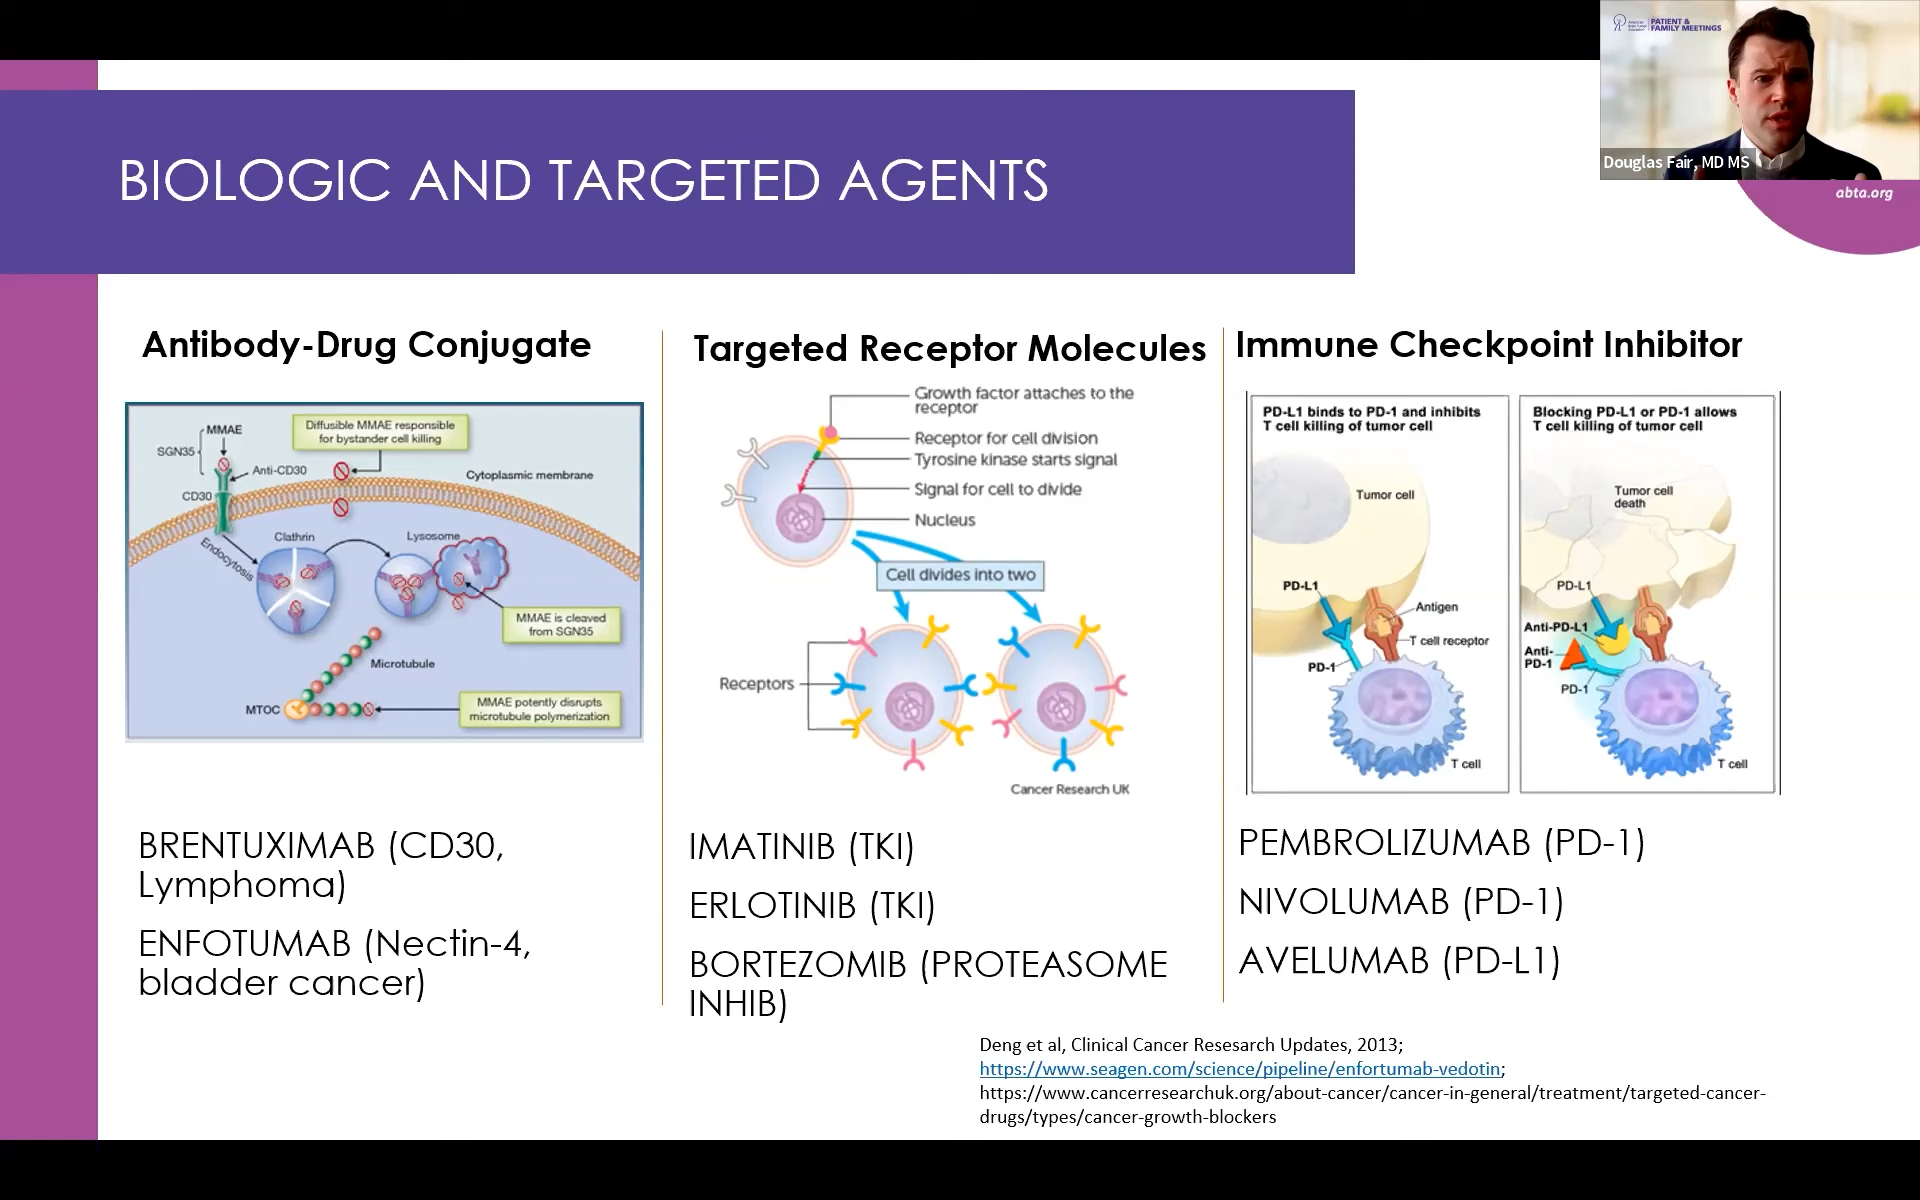 PATIENT &
FAMILY MEETINGS
Douglas Fair, MD MS
abta.org
BIOLOGIC AND TARGETED AGENTS
Antibody-Drug Conjugate
MMAE
SGN35
Anti-CD30
CD30
Diffusible MMAE responsible
for bystander cell killing
Cytoplasmic membrane
Endocytosis
Clathrin
Lysosome
MMAE is cleaved
from SGN35
Microtubule
MTOC
MMAE potently disrupts
microtubule polymerization
BRENTUXIMAB (CD30,
Lymphoma)
ENFOTUMAB (Nectin-4,
bladder cancer)
Targeted Receptor Molecules
Growth factor attaches to the
receptor
Receptor for cell division
Tyrosine kinase starts signal
Signal for cell to divide
Nucleus
Cell divides into two
Receptors
Cancer Research UK
IMATINIB (TKI)
ERLOTINIB (TKI)
BORTEZOMIB (PROTEASOME
INHIB)
Immune Checkpoint Inhibitor
PD-L1 binds to PD-1 and inhibits
T cell killing of tumor cell
Tumor cell
PD-L1
Antigen
T cell receptor
PD-1
T cell
Blocking PD-L1 or PD-1 allows
T cell killing of tumor cell
Tumor cell
death
PD-L1
Anti-PD-L1
Anti-
PD-1
PD-1
T cell
PEMBROLIZUMAB (PD-1)
NIVOLUMAB (PD-1)
AVELUMAB (PD-L1)
Deng et al, Clinical Cancer Resesarch Updates, 2013;
https://www.seagen.com/science/pipeline/enfortumab-vedotin;
https://www.cancerresearchuk.org/about-cancer/cancer-in-general/treatment/targeted-cancer-
drugs/types/cancer-growth-blockers